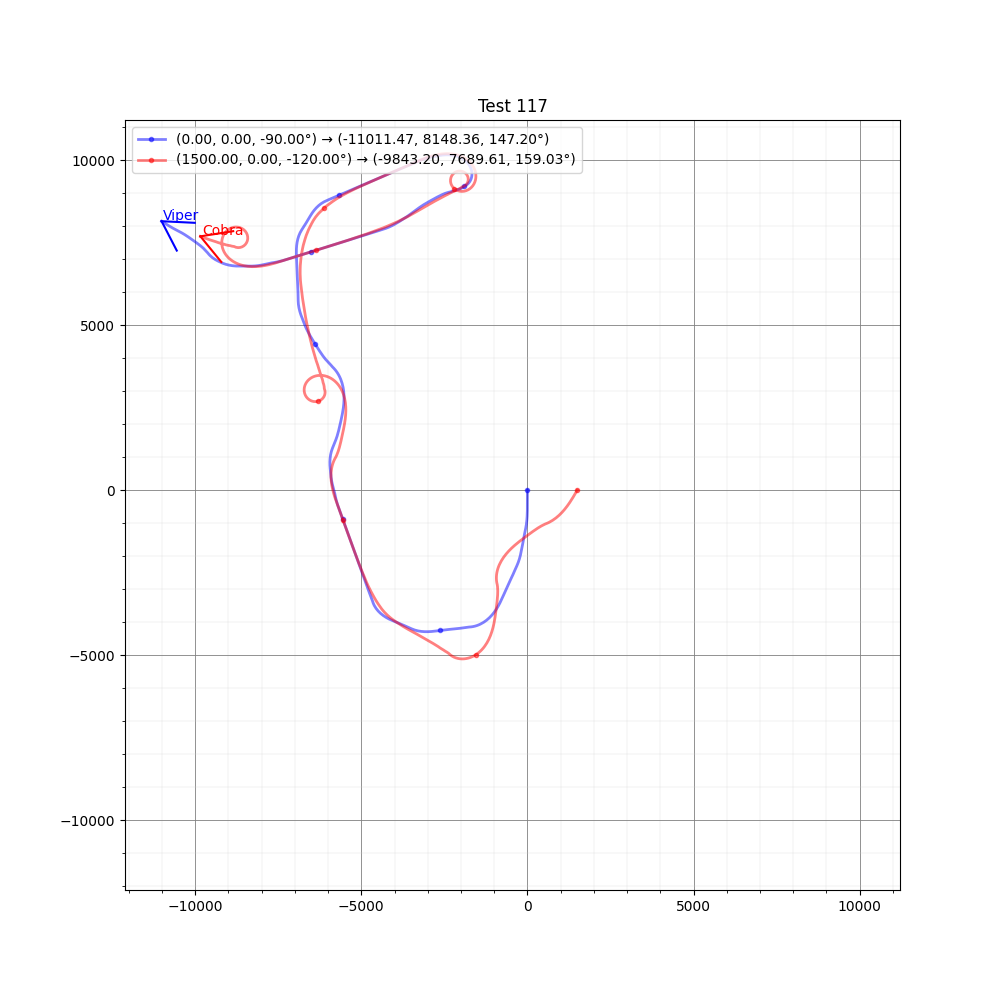 Test 117
(0.00, 0.00, -90.00°) → (-11011.47, 8148.36, 147.20°)
(1500.00, 0.00, -120.00°) → (-9843.20, 7689.61, 159.03°)
10000
Viper
Cobra
5000
0
−5000
−10000
−10000 −5000 0 5000 10000